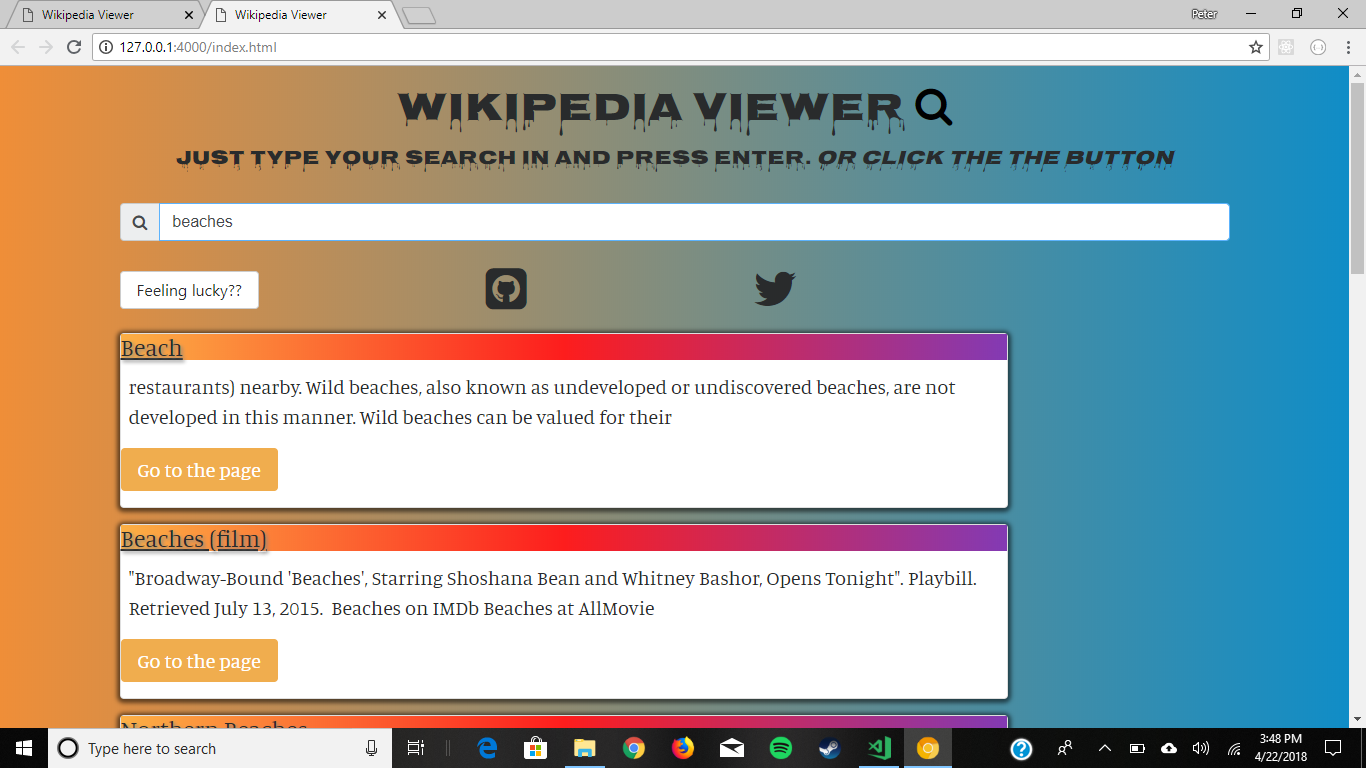 Wikipedia Viewer
Wikipedia Viewer
Peter
127.0.0.1:4000/index.html
WIKIPEDIA VIEWER
JUST TYPE YOUR SEARCH IN AND PRESS ENTER. OR CLICK THE THE BUTTON
beaches
Feeling lucky??
Beach
restaurants) nearby. Wild beaches, also known as undeveloped or undiscovered beaches, are not
developed in this manner. Wild beaches can be valued for their
Go to the page
Beaches (film)
"Broadway-Bound 'Beaches', Starring Shoshana Bean and Whitney Bashor, Opens Tonight". Playbill.
Retrieved July 13, 2015. Beaches on IMDb Beaches at AllMovie
Go to the page
Northern Beaches
Type here to search
3:48 PM
4/22/2018